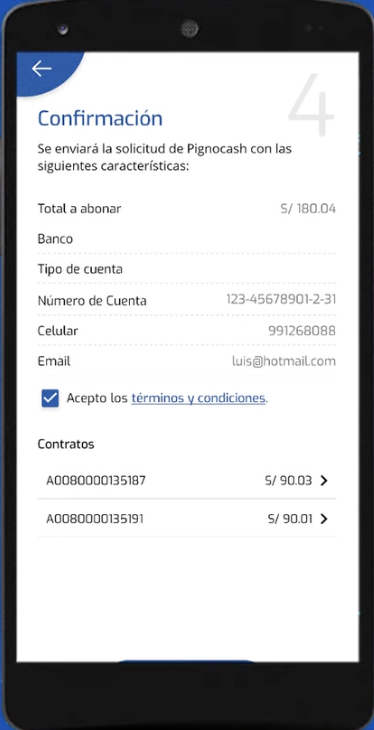 4
Confirmación
Se enviará la solicitud de Pignocash con las
siguientes características:
Total a abonar S/ 180.04
Banco
Tipo de cuenta
Número de Cuenta 123-45678901-2-31
Celular 991268088
Email luis@hotmail.com
Acepto los términos y condiciones.
Contratos
A0080000135187 S/ 90.03
A0080000135191 S/ 90.01